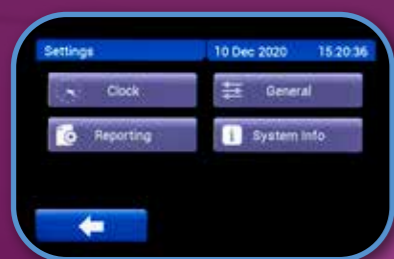 Settings 10 Dec 2020 15:20:36
Clock General
Reporting System Info